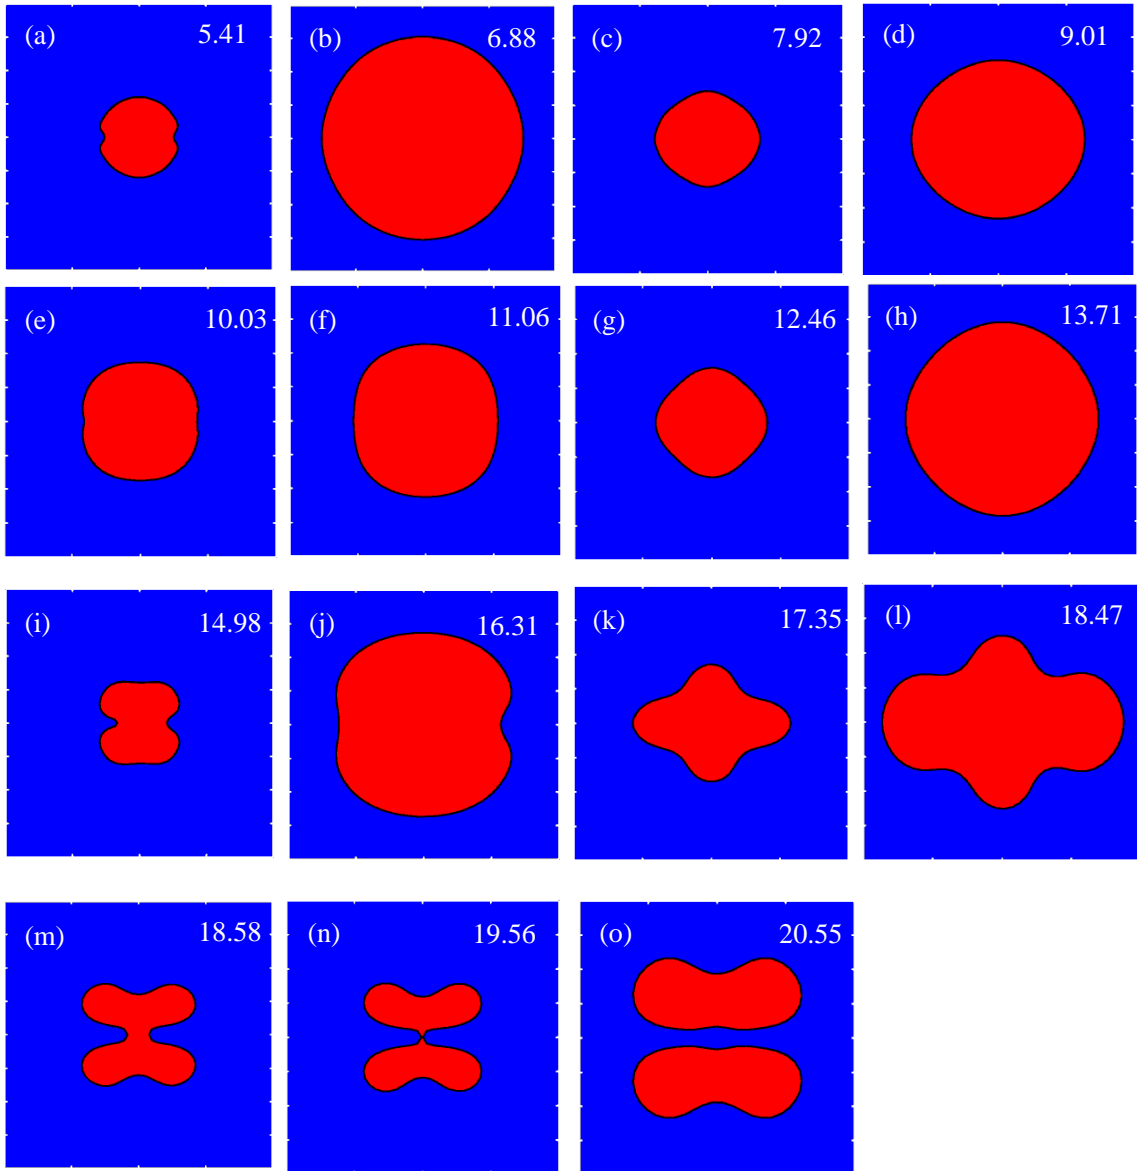 (a) 5.41
(b) 6.88
(c) 7.92
(d) 9.01
(e) 10.03
(f) 11.06
(g) 12.46
(h) 13.71
(i) 14.98
(j) 16.31
(k) 17.35
(l) 18.47
(m) 18.58
(n) 19.56
(o) 20.55